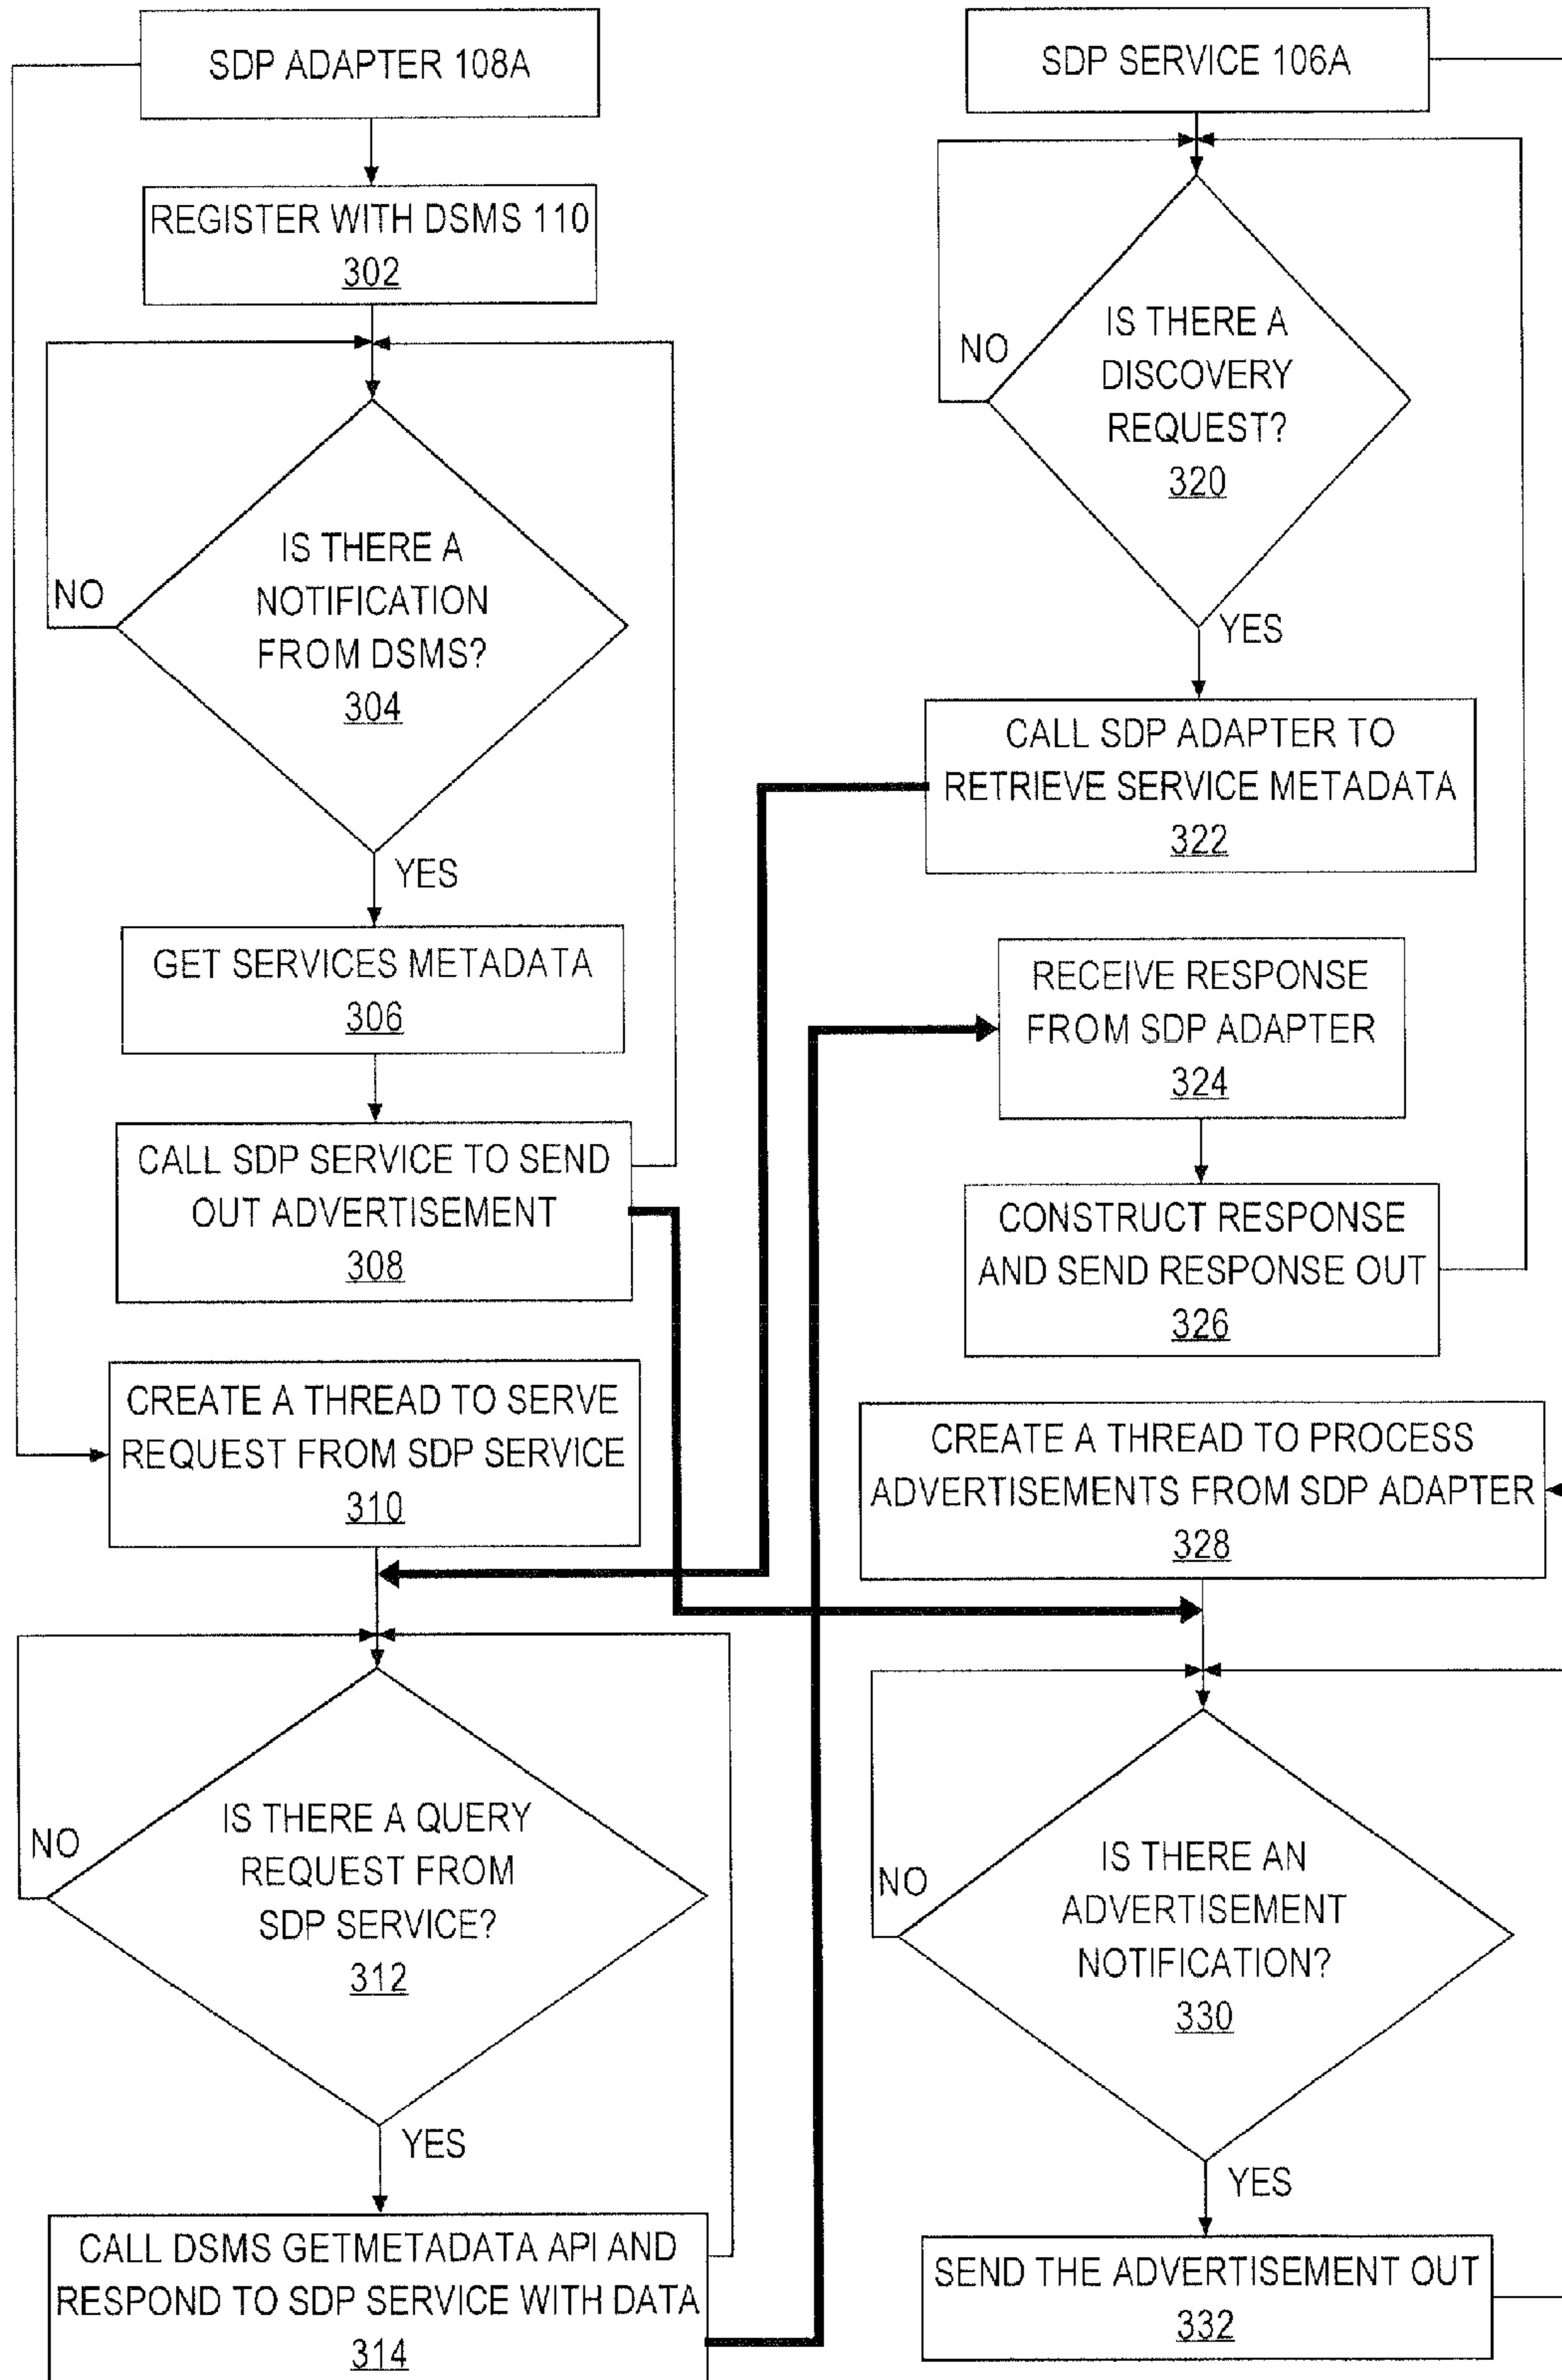 SDP ADAPTER 108A
REGISTER WITH DSMS 110
302
IS THERE A
NOTIFICATION
FROM DSMS?
304
NO
YES
GET SERVICES METADATA
306
CALL SDP SERVICE TO SEND
OUT ADVERTISEMENT
308
CREATE A THREAD TO SERVE
REQUEST FROM SDP SERVICE
310
IS THERE A QUERY
REQUEST FROM
SDP SERVICE?
312
NO
YES
CALL DSMS GETMETADATA API AND
RESPOND TO SDP SERVICE WITH DATA
314
SDP SERVICE 106A
IS THERE A
DISCOVERY
REQUEST?
320
NO
YES
CALL SDP ADAPTER TO
RETRIEVE SERVICE METADATA
322
RECEIVE RESPONSE
FROM SDP ADAPTER
324
CONSTRUCT RESPONSE
AND SEND RESPONSE OUT
326
CREATE A THREAD TO PROCESS
ADVERTISEMENTS FROM SDP ADAPTER
328
IS THERE AN
ADVERTISEMENT
NOTIFICATION?
330
NO
YES
SEND THE ADVERTISEMENT OUT
332